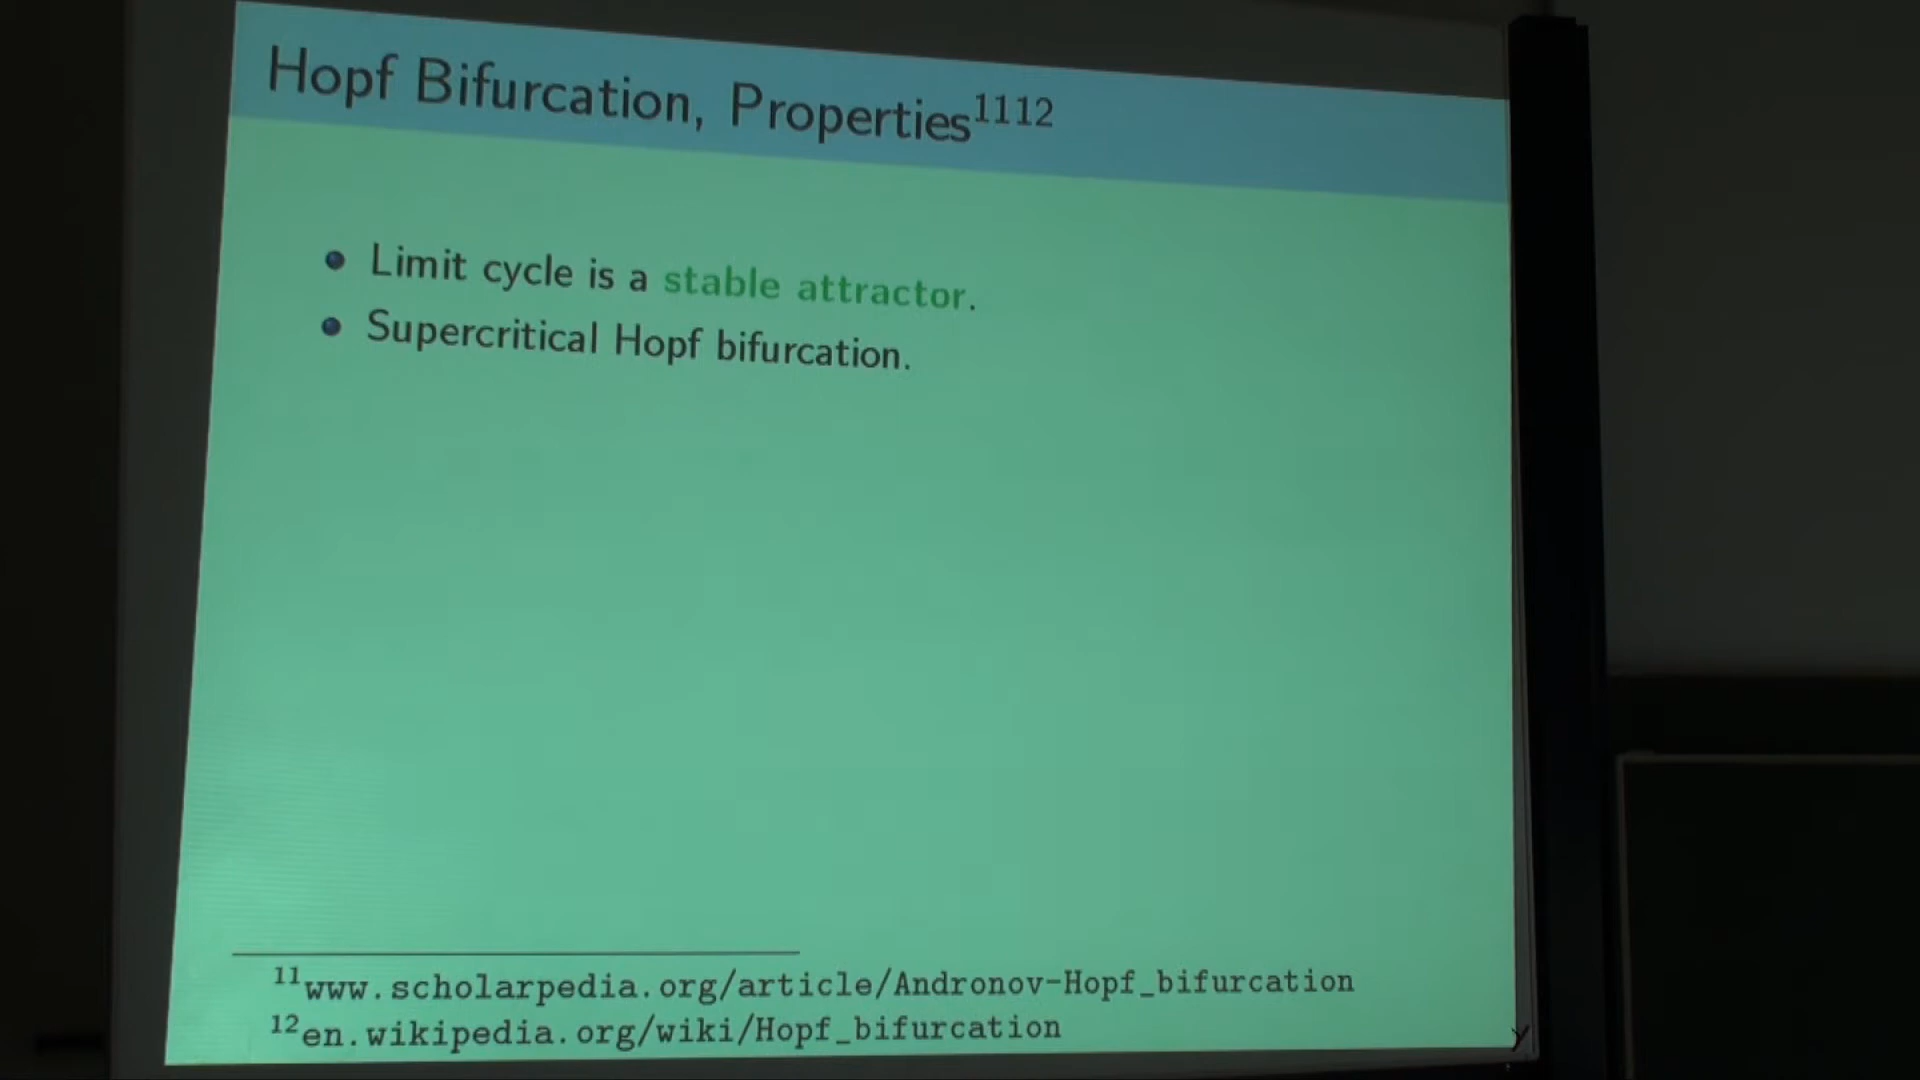 Hopf Bifurcation, Properties¹¹¹²
Limit cycle is a stable attractor.
Supercritical Hopf bifurcation.
¹¹www.scholarpedia.org/article/Andronov-Hopf_bifurcation
¹²en.wikipedia.org/wiki/Hopf_bifurcation